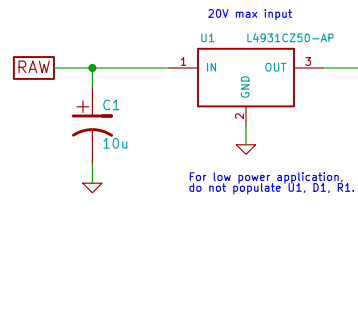 20V max input
U1 L4931CZ50-AP
RAW
1 IN OUT 3
GND
2
+ C1
10u
For low power application,
do not populate U1, D1, R1.